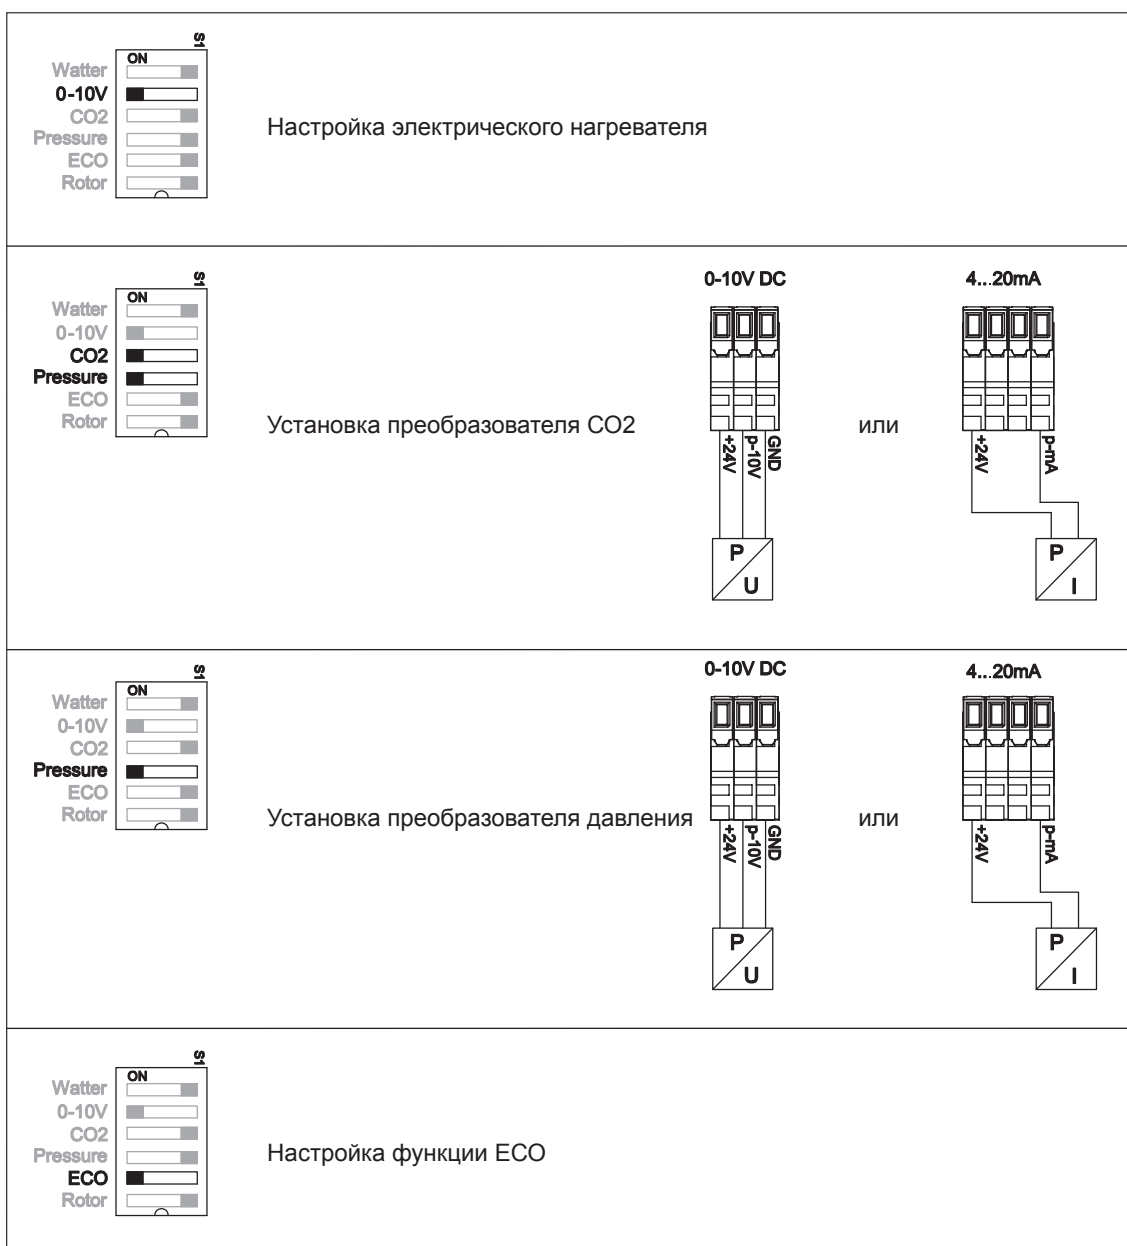 S1
ON
Watter
0-10V
CO2
Pressure
ECO
Rotor
Настройка электрического нагревателя
S1
ON
Watter
0-10V
CO2
Pressure
ECO
Rotor
Установка преобразователя CO2
0-10V DC
+24V
p-10V
GND
P
U
или
4...20mA
+24V
p-mA
P
I
S1
ON
Watter
0-10V
CO2
Pressure
ECO
Rotor
Установка преобразователя давления
0-10V DC
+24V
p-10V
GND
P
U
или
4...20mA
+24V
p-mA
P
I
S1
ON
Watter
0-10V
CO2
Pressure
ECO
Rotor
Настройка функции ECO